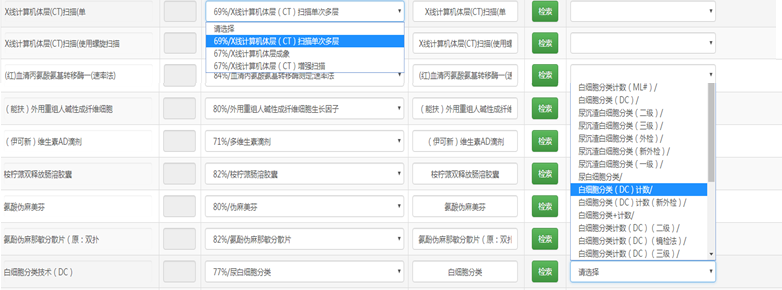 X线计算机体层(CT)扫描(单
69%/X线计算机体层（CT）扫描单次多层
X线计算机体层(CT)扫描(单
检索
请选择
69%/X线计算机体层（CT）扫描单次多层
67%/X线计算机体层成象
67%/X线计算机体层（CT）增强扫描
X线计算机体层(CT)扫描(使用螺旋扫描
X线计算机体层(CT)扫描(使用螺
检索
(红)血清丙氨酸氨基转移酶一(速率法)
84%/血清丙氨酸氨基转移酶测定速率法
(红)血清丙氨酸氨基转移酶一(速
检索
（能扶）外用重组人碱性成纤维细胞
80%/外用重组人碱性成纤维细胞生长因子
（能扶）外用重组人碱性成纤维
检索
（伊可新）维生素AD滴剂
71%/多维生素滴剂
（伊可新）维生素AD滴剂
检索
桉柠蒎双释放肠溶胶囊
82%/桉柠蒎肠溶胶囊
桉柠蒎双释放肠溶胶囊
检索
氨酚伪麻美芬
80%/伪麻美芬
氨酚伪麻美芬
检索
氨酚伪麻那敏分散片（原：双扑
82%/氨酚伪麻那敏分散片
氨酚伪麻那敏分散片（原：双扑
检索
白细胞分类技术（DC）
77%/尿白细胞分类
白细胞分类
检索
请选择
白细胞分类计数（ML#）/
白细胞分类（DC）/
尿沉渣白细胞分类（二级）/
尿沉渣白细胞分类（三级）/
尿沉渣白细胞分类（外检）/
尿沉渣白细胞分类（新外检）/
尿沉渣白细胞分类（一级）/
尿白细胞分类/
白细胞分类（DC）计数/
白细胞分类（DC）计数（新外检）/
白细胞分类+计数/
白细胞分类计数（DC）（二级）/
白细胞分类计数（DC）（镜检法）/
白细胞分类计数（DC）（三级）/